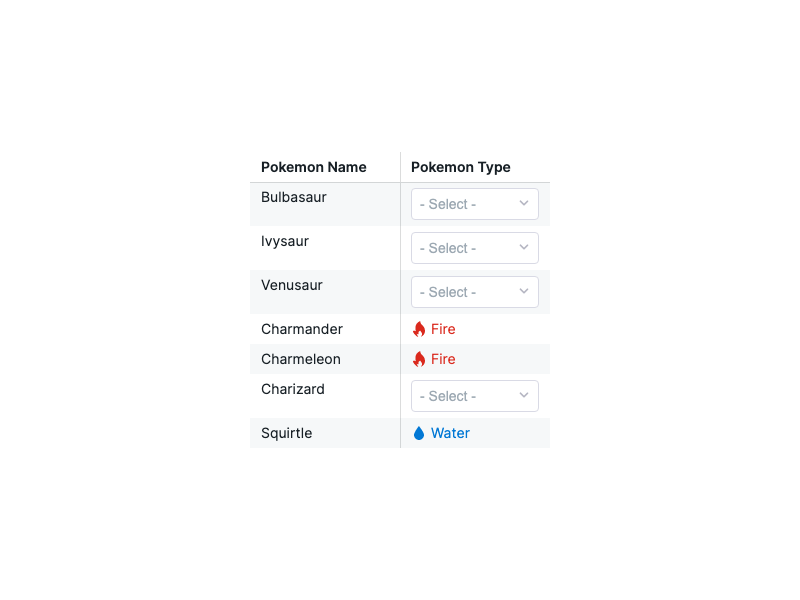 Pokemon Name Pokemon Type
Bulbasaur - Select -
Ivysaur - Select -
Venusaur - Select -
Charmander Fire
Charmeleon Fire
Charizard - Select -
Squirtle Water